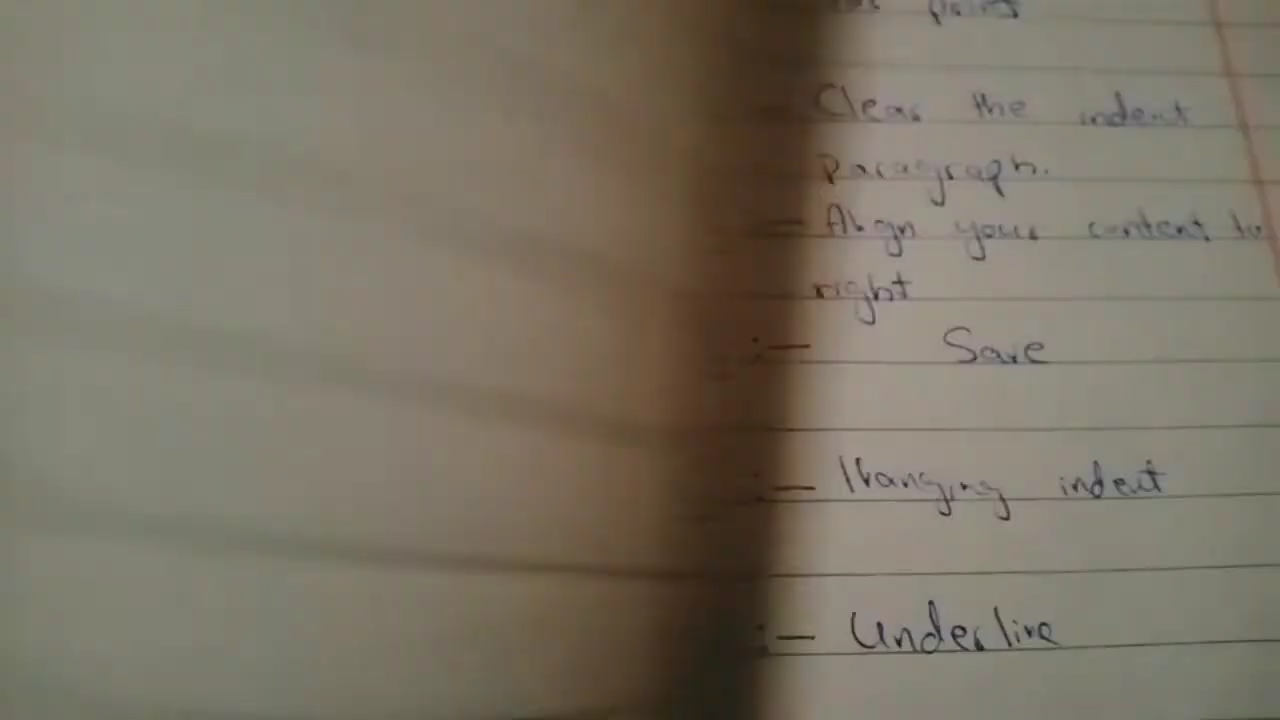 Clear the indent
Paragraph.
- Align your content to
right
:- Save
:- Hanging indent
:- Underline